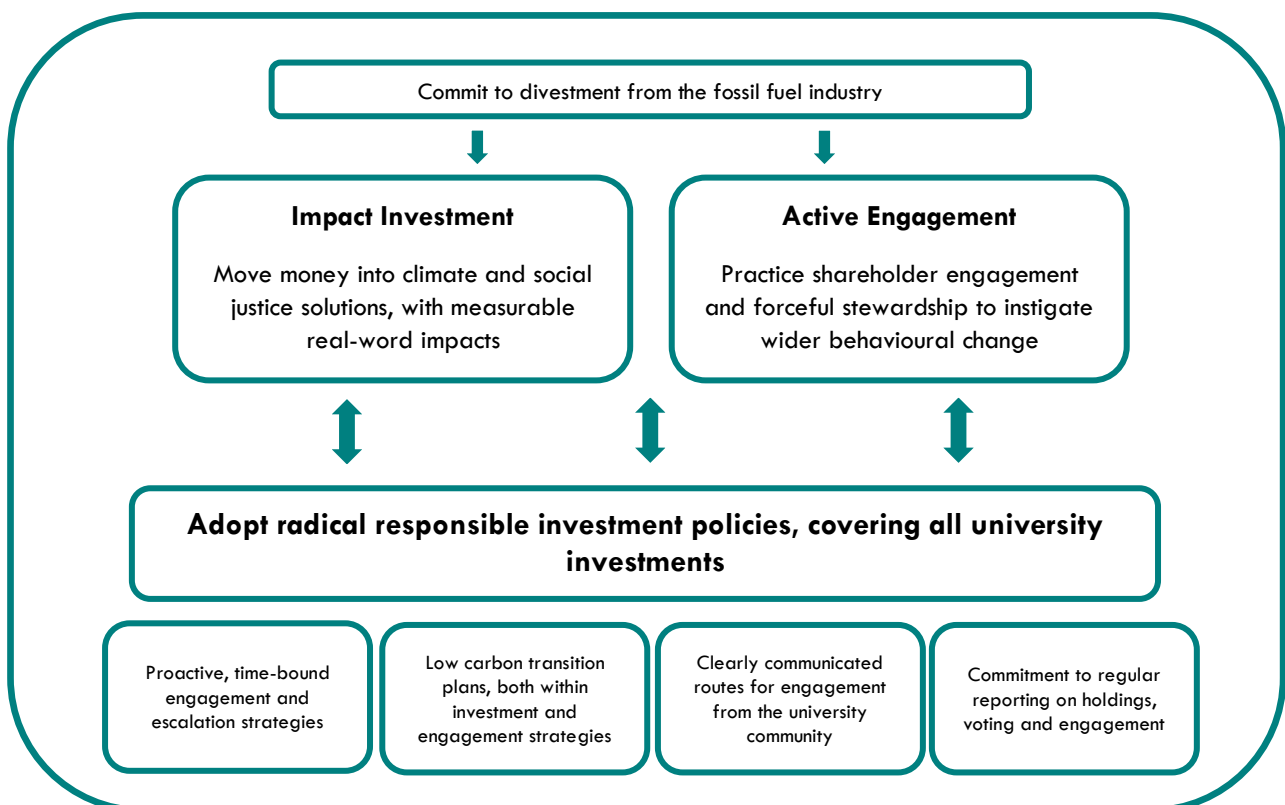 Commit to divestment from the fossil fuel industry
Impact Investment
Move money into climate and social
justice solutions, with measurable
real-word impacts
Active Engagement
Practice shareholder engagement
and forceful stewardship to instigate
wider behavioural change
Adopt radical responsible investment policies, covering all university
investments
Proactive, time-bound
engagement and
escalation strategies
Low carbon transition
plans, both within
investment and
engagement strategies
Clearly communicated
routes for engagement
from the university
community
Commitment to regular
reporting on holdings,
voting and engagement